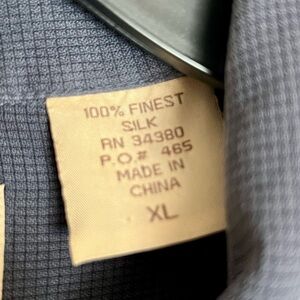 100% FINEST
SILK
RN 34380
P.O.# 465
MADE IN
CHINA
XL